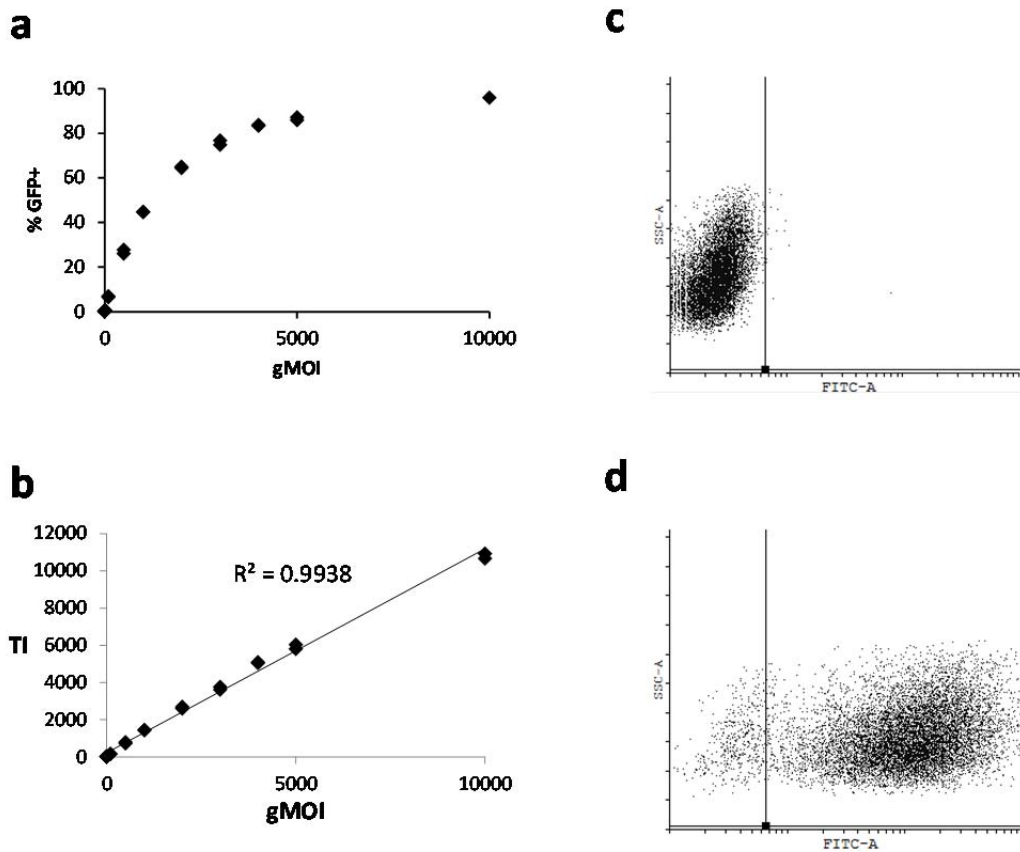 a
100
80
60
40
20
0
% GFP+
0 5000 10000
gMOI
b
12000
10000
8000
6000
4000
2000
0
TI
R² = 0.9938
0 5000 10000
gMOI
c
SSC-A
FITC-A
d
SSC-A
FITC-A